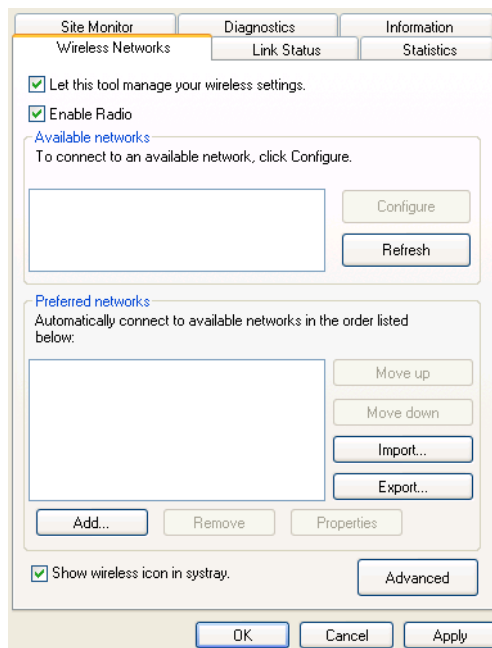 Site Monitor Diagnostics Information
Wireless Networks Link Status Statistics
Let this tool manage your wireless settings.
Enable Radio
Available networks
To connect to an available network, click Configure.
Configure
Refresh
Preferred networks
Automatically connect to available networks in the order listed
below:
Move up
Move down
Import...
Export...
Add... Remove Properties
Show wireless icon in systray.
Advanced
OK Cancel Apply